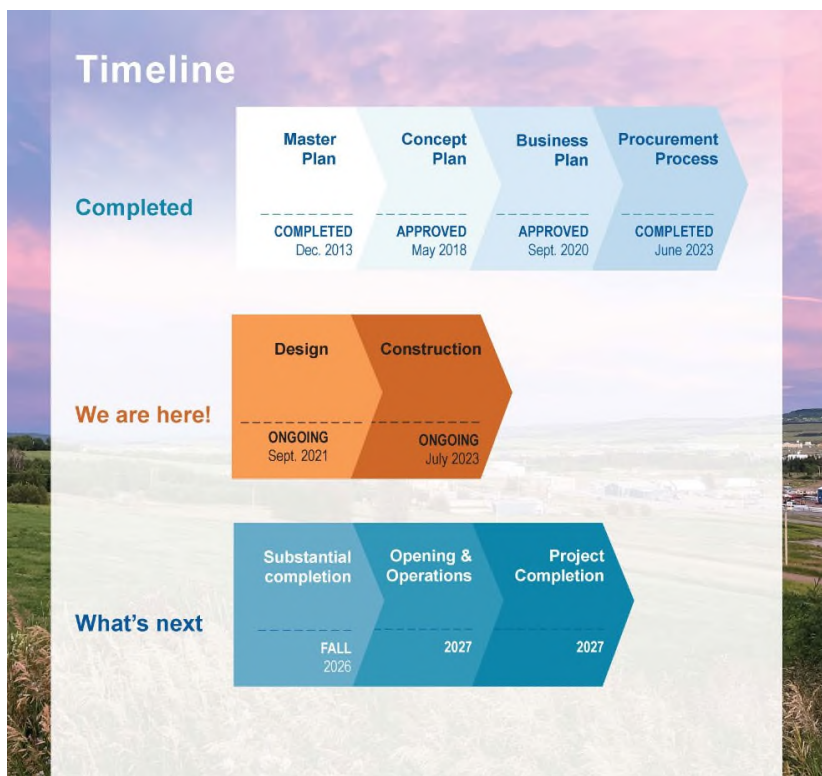 Timeline
Completed
Master
Plan
COMPLETED
Dec. 2013
Concept
Plan
APPROVED
May 2018
Business
Plan
APPROVED
Sept. 2020
Procurement
Process
COMPLETED
June 2023
We are here!
Design
ONGOING
Sept. 2021
Construction
ONGOING
July 2023
What's next
Substantial
completion
FALL
2026
Opening &
Operations
2027
Project
Completion
2027